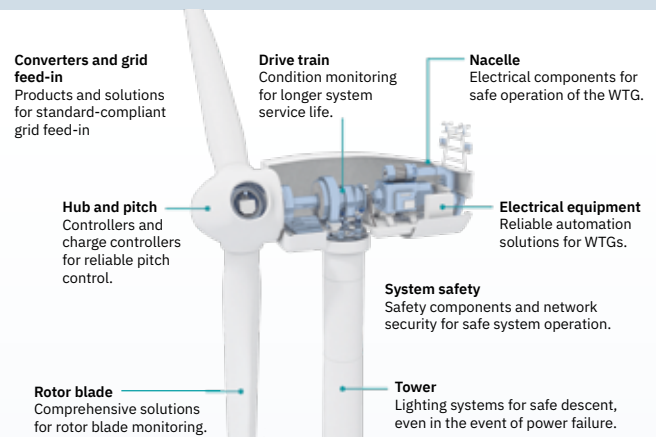 Converters and grid
feed-in
Products and solutions
for standard-compliant
grid feed-in
Drive train
Condition monitoring
for longer system
service life.
Nacelle
Electrical components for
safe operation of the WTG.
Hub and pitch
Controllers and
charge controllers
for reliable pitch
control.
Electrical equipment
Reliable automation
solutions for WTGs.
System safety
Safety components and network
security for safe system operation.
Rotor blade
Comprehensive solutions
for rotor blade monitoring.
Tower
Lighting systems for safe descent,
even in the event of power failure.